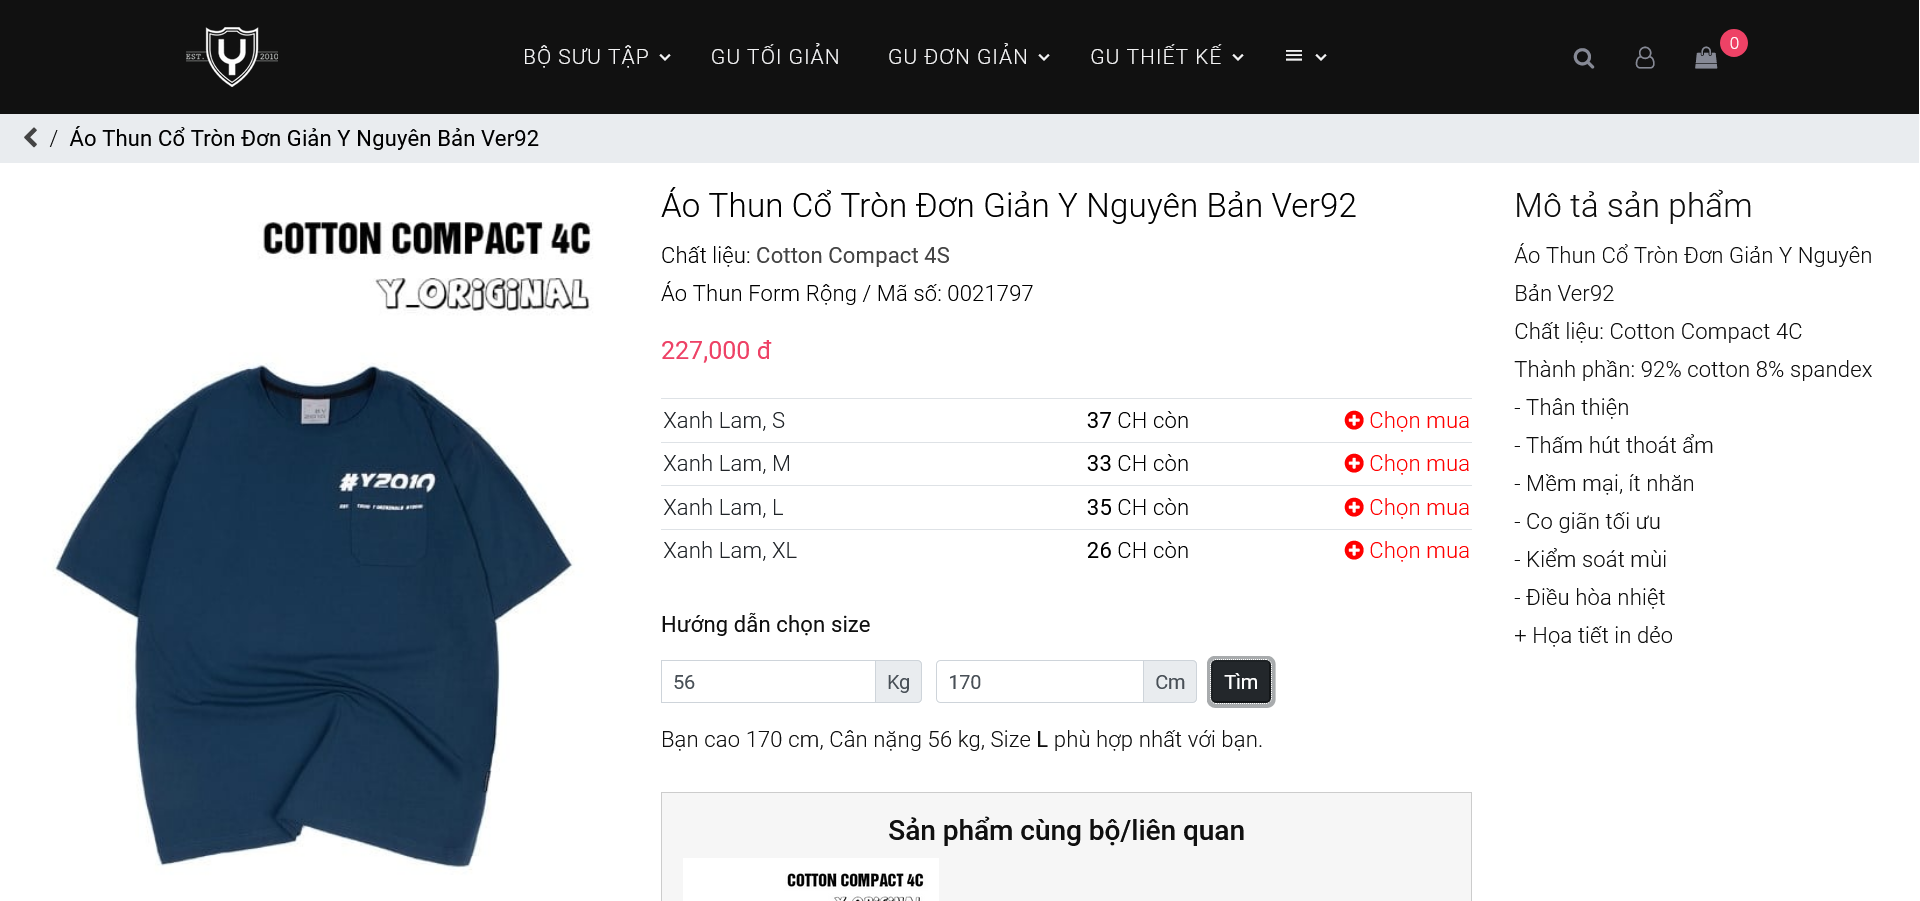 EST. Y 2010
BỘ SƯU TẬP
GU TỐI GIẢN
GU ĐƠN GIẢN
GU THIẾT KẾ
0
/ Áo Thun Cổ Tròn Đơn Giản Y Nguyên Bản Ver92
COTTON COMPACT 4C
Y_ORiGiNAL
#Y2010
Áo Thun Cổ Tròn Đơn Giản Y Nguyên Bản Ver92
Chất liệu: Cotton Compact 4S
Áo Thun Form Rộng / Mã số: 0021797
227,000 đ
Xanh Lam, S 37 CH còn Chọn mua
Xanh Lam, M 33 CH còn Chọn mua
Xanh Lam, L 35 CH còn Chọn mua
Xanh Lam, XL 26 CH còn Chọn mua
Hướng dẫn chọn size
56 Kg 170 Cm Tìm
Bạn cao 170 cm, Cân nặng 56 kg, Size L phù hợp nhất với bạn.
Sản phẩm cùng bộ/liên quan
COTTON COMPACT 4C
Mô tả sản phẩm
Áo Thun Cổ Tròn Đơn Giản Y Nguyên
Bản Ver92
Chất liệu: Cotton Compact 4C
Thành phần: 92% cotton 8% spandex
- Thân thiện
- Thấm hút thoát ẩm
- Mềm mại, ít nhăn
- Co giãn tối ưu
- Kiểm soát mùi
- Điều hòa nhiệt
+ Họa tiết in dẻo